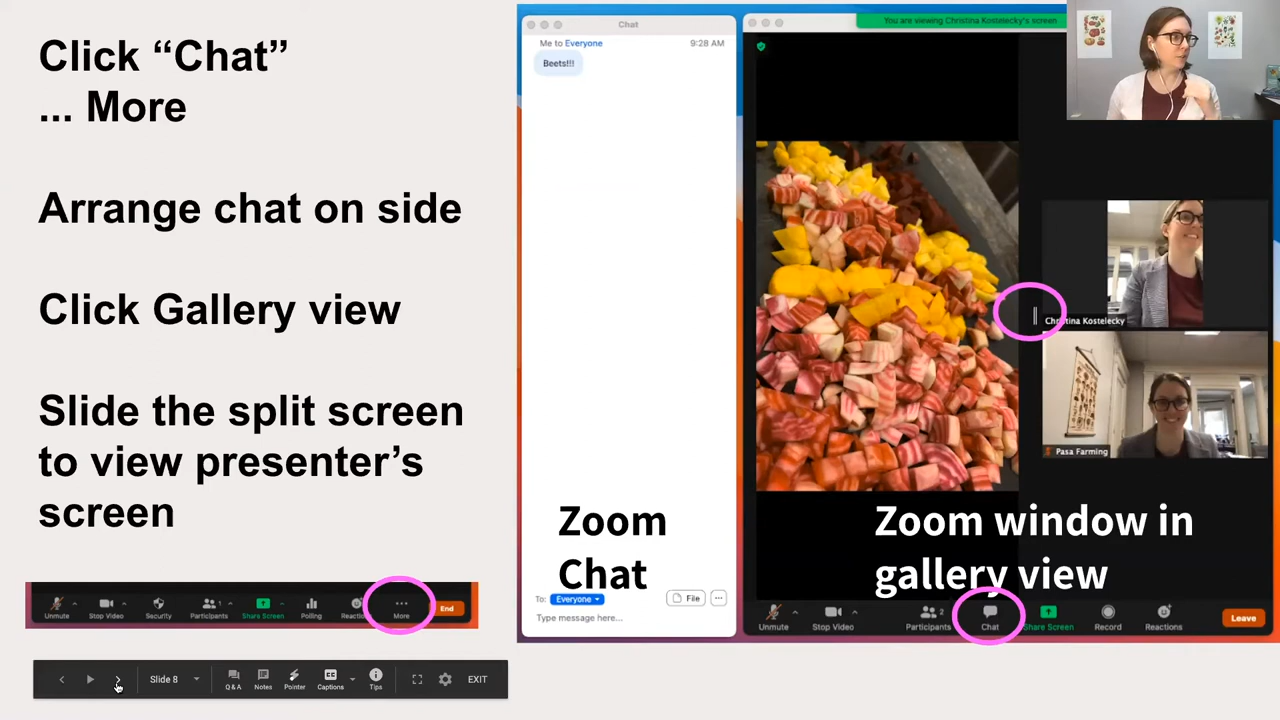 Click “Chat”
... More
Arrange chat on side
Click Gallery view
Slide the split screen
to view presenter’s
screen
Unmute
Stop Video
Security
Participants
1
Share Screen
Polling
More
End
Slide 8
Q & A
Notes
Pointer
Captions
Tips
EXIT
Chat
Me to Everyone
9:28 AM
Beets!!!
Zoom
Chat
To: Everyone
File
Type message here...
You are viewing Christina Kostelecky's screen
Christina Kostelecky
Pasa Farming
Zoom window in
gallery view
Unmute
Stop Video
Participants
2
Chat
Share Screen
Record
Reactions
Leave